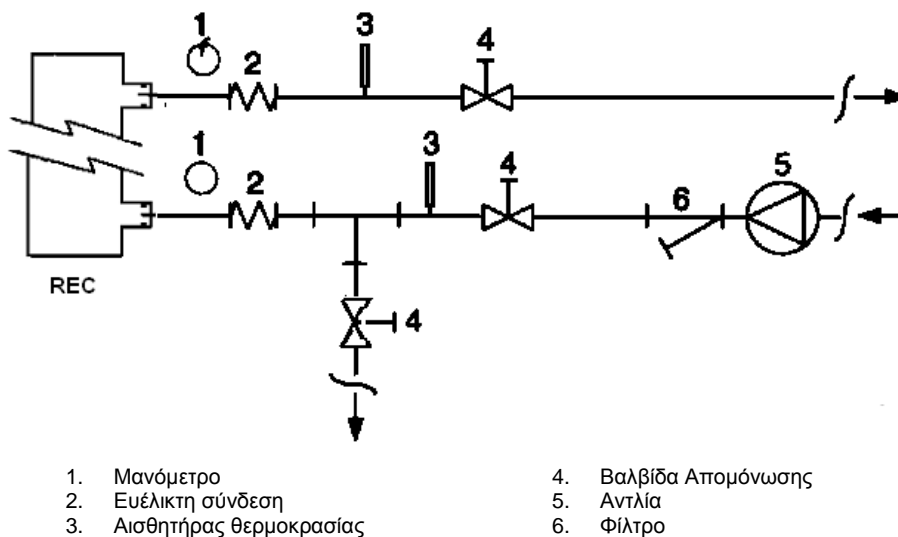 1
2
3
4
1
2
3
4
6
5
REC
4
1. Μανόμετρο
2. Ευέλικτη σύνδεση
3. Αισθητήρας θερμοκρασίας
4. Βαλβίδα Απομόνωσης
5. Αντλία
6. Φίλτρο